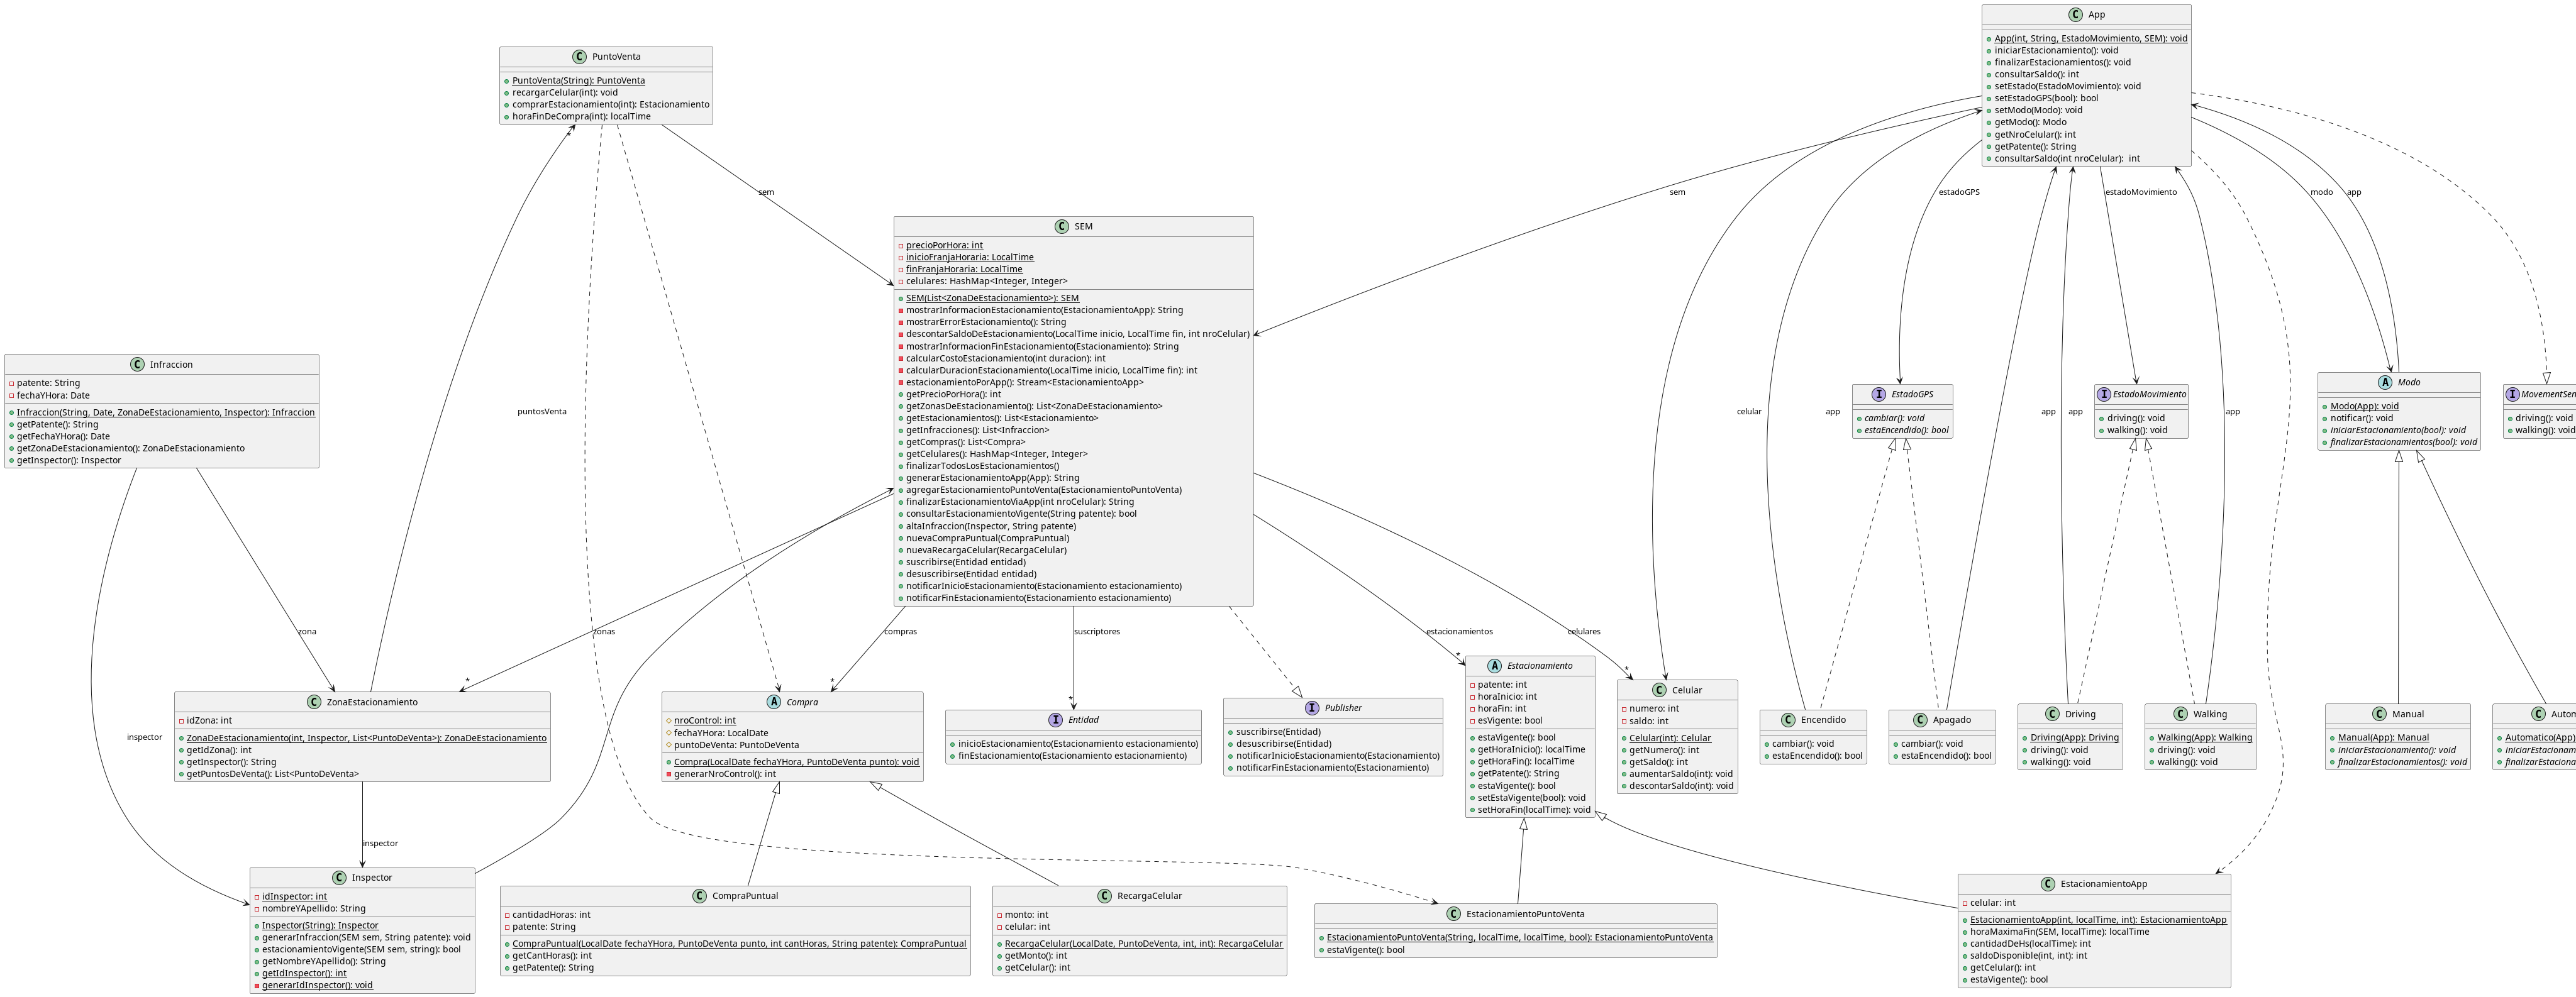 App
App(int, String, EstadoMovimiento, SEM): void
iniciarEstacionamiento(): void
finalizarEstacionamientos(): void
consultarSaldo(): int
setEstado(EstadoMovimiento): void
setEstadoGPS(bool): bool
setModo(Modo): void
getModo(): Modo
getNroCelular(): int
getPatente(): String
consultarSaldo(int nroCelular):  int
PuntoVenta
PuntoVenta(String): PuntoVenta
recargarCelular(int): void
comprarEstacionamiento(int): Estacionamiento
horaFinDeCompra(int): localTime
*
sem
sem
estadoGPS
estadoMovimiento
modo
app
SEM
precioPorHora: int
inicioFranjaHoraria: LocalTime
finFranjaHoraria: LocalTime
celulares: HashMap<Integer, Integer>
SEM(List<ZonaDeEstacionamiento>): SEM
mostrarInformacionEstacionamiento(EstacionamientoApp): String
mostrarErrorEstacionamiento(): String
descontarSaldoDeEstacionamiento(LocalTime inicio, LocalTime fin, int nroCelular)
mostrarInformacionFinEstacionamiento(Estacionamiento): String
calcularCostoEstacionamiento(int duracion): int
calcularDuracionEstacionamiento(LocalTime inicio, LocalTime fin): int
estacionamientoPorApp(): Stream<EstacionamientoApp>
getPrecioPorHora(): int
getZonasDeEstacionamiento(): List<ZonaDeEstacionamiento>
getEstacionamientos(): List<Estacionamiento>
getInfracciones(): List<Infraccion>
getCompras(): List<Compra>
getCelulares(): HashMap<Integer, Integer>
finalizarTodosLosEstacionamientos()
generarEstacionamientoApp(App): String
agregarEstacionamientoPuntoVenta(EstacionamientoPuntoVenta)
finalizarEstacionamientoViaApp(int nroCelular): String
consultarEstacionamientoVigente(String patente): bool
altaInfraccion(Inspector, String patente)
nuevaCompraPuntual(CompraPuntual)
nuevaRecargaCelular(RecargaCelular)
suscribirse(Entidad entidad)
desuscribirse(Entidad entidad)
notificarInicioEstacionamiento(Estacionamiento estacionamiento)
notificarFinEstacionamiento(Estacionamiento estacionamiento)
Infraccion
patente: String
fechaYHora: Date
Infraccion(String, Date, ZonaDeEstacionamiento, Inspector): Infraccion
getPatente(): String
getFechaYHora(): Date
getZonaDeEstacionamiento(): ZonaDeEstacionamiento
getInspector(): Inspector
puntosVenta
celular
app
EstadoGPS
cambiar(): void
estaEncendido(): bool
app
app
EstadoMovimiento
driving(): void
walking(): void
app
Modo
Modo(App): void
notificar(): void
iniciarEstacionamiento(bool): void
finalizarEstacionamientos(bool): void
MovementSen
driving(): void
walking(): void
zona
zonas
compras
suscriptores
estacionamientos
celulares
*
*
*
*
*
ZonaEstacionamiento
idZona: int
ZonaDeEstacionamiento(int, Inspector, List<PuntoDeVenta>): ZonaDeEstacionamiento
getIdZona(): int
getInspector(): String
getPuntosDeVenta(): List<PuntoDeVenta>
Compra
nroControl: int
fechaYHora: LocalDate
puntoDeVenta: PuntoDeVenta
Compra(LocalDate fechaYHora, PuntoDeVenta punto): void
generarNroControl(): int
Entidad
inicioEstacionamiento(Estacionamiento estacionamiento)
finEstacionamiento(Estacionamiento estacionamiento)
Publisher
suscribirse(Entidad)
desuscribirse(Entidad)
notificarInicioEstacionamiento(Estacionamiento)
notificarFinEstacionamiento(Estacionamiento)
Estacionamiento
patente: int
horaInicio: int
horaFin: int
esVigente: bool
estaVigente(): bool
getHoraInicio(): localTime
getHoraFin(): localTime
getPatente(): String
estaVigente(): bool
setEstaVigente(bool): void
setHoraFin(localTime): void
Celular
numero: int
saldo: int
Celular(int): Celular
getNumero(): int
getSaldo(): int
aumentarSaldo(int): void
descontarSaldo(int): void
Encendido
cambiar(): void
estaEncendido(): bool
Apagado
cambiar(): void
estaEncendido(): bool
Driving
Driving(App): Driving
driving(): void
walking(): void
Walking
Walking(App): Walking
driving(): void
walking(): void
Manual
Manual(App): Manual
iniciarEstacionamiento(): void
finalizarEstacionamientos(): void
Autom
Automatico(App)
iniciarEstacionam
finalizarEstaciona
inspector
inspector
Inspector
idInspector: int
nombreYApellido: String
Inspector(String): Inspector
generarInfraccion(SEM sem, String patente): void
estacionamientoVigente(SEM sem, string): bool
getNombreYApellido(): String
getIdInspector(): int
generarIdInspector(): void
CompraPuntual
cantidadHoras: int
patente: String
CompraPuntual(LocalDate fechaYHora, PuntoDeVenta punto, int cantHoras, String patente): CompraPuntual
getCantHoras(): int
getPatente(): String
RecargaCelular
monto: int
celular: int
RecargaCelular(LocalDate, PuntoDeVenta, int, int): RecargaCelular
getMonto(): int
getCelular(): int
EstacionamientoPuntoVenta
EstacionamientoPuntoVenta(String, localTime, localTime, bool): EstacionamientoPuntoVenta
estaVigente(): bool
EstacionamientoApp
celular: int
EstacionamientoApp(int, localTime, int): EstacionamientoApp
horaMaximaFin(SEM, localTime): localTime
cantidadDeHs(localTime): int
saldoDisponible(int, int): int
getCelular(): int
estaVigente(): bool